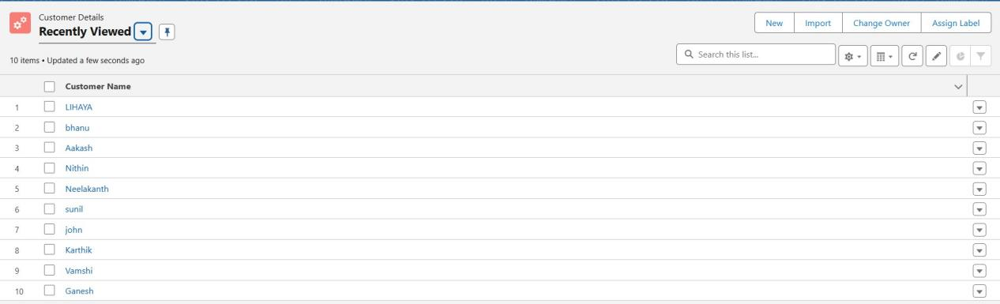 Customer Details
Recently Viewed
New Import Change Owner Assign Label
10 items • Updated a few seconds ago
Search this list...
Customer Name
1 LIHAYA
2 bhanu
3 Aakash
4 Nithin
5 Neelakanth
6 sunil
7 john
8 Karthik
9 Vamshi
10 Ganesh